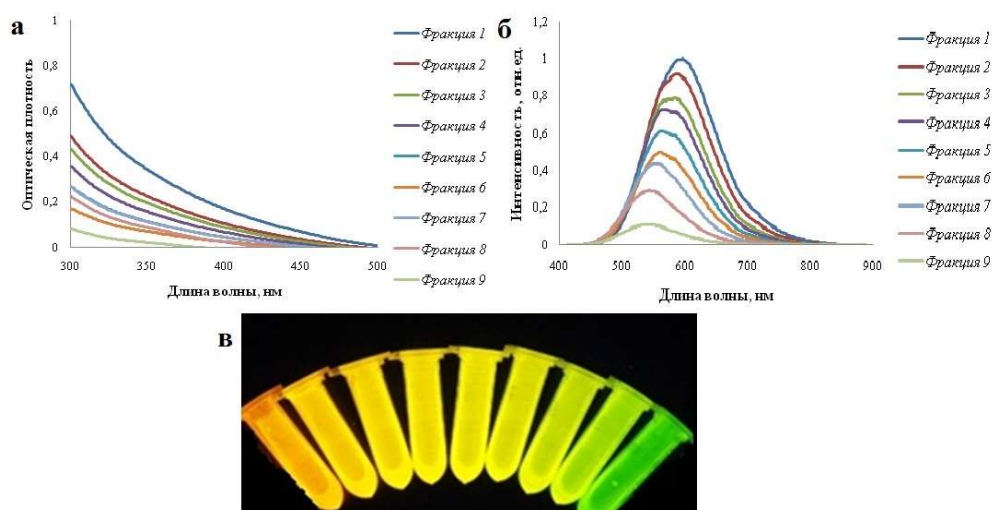 а
1
0,8
0,6
0,4
0,2
0
300
350
400
450
500
Оптическая плотность
Длина волны, нм
Фракция 1
Фракция 2
Фракция 3
Фракция 4
Фракция 5
Фракция 6
Фракция 7
Фракция 8
Фракция 9
б
1,2
1
0,8
0,6
0,4
0,2
0
400
500
600
700
800
900
Интенсивность, отн. ед.
Длина волны, нм
Фракция 1
Фракция 2
Фракция 3
Фракция 4
Фракция 5
Фракция 6
Фракция 7
Фракция 8
Фракция 9
в